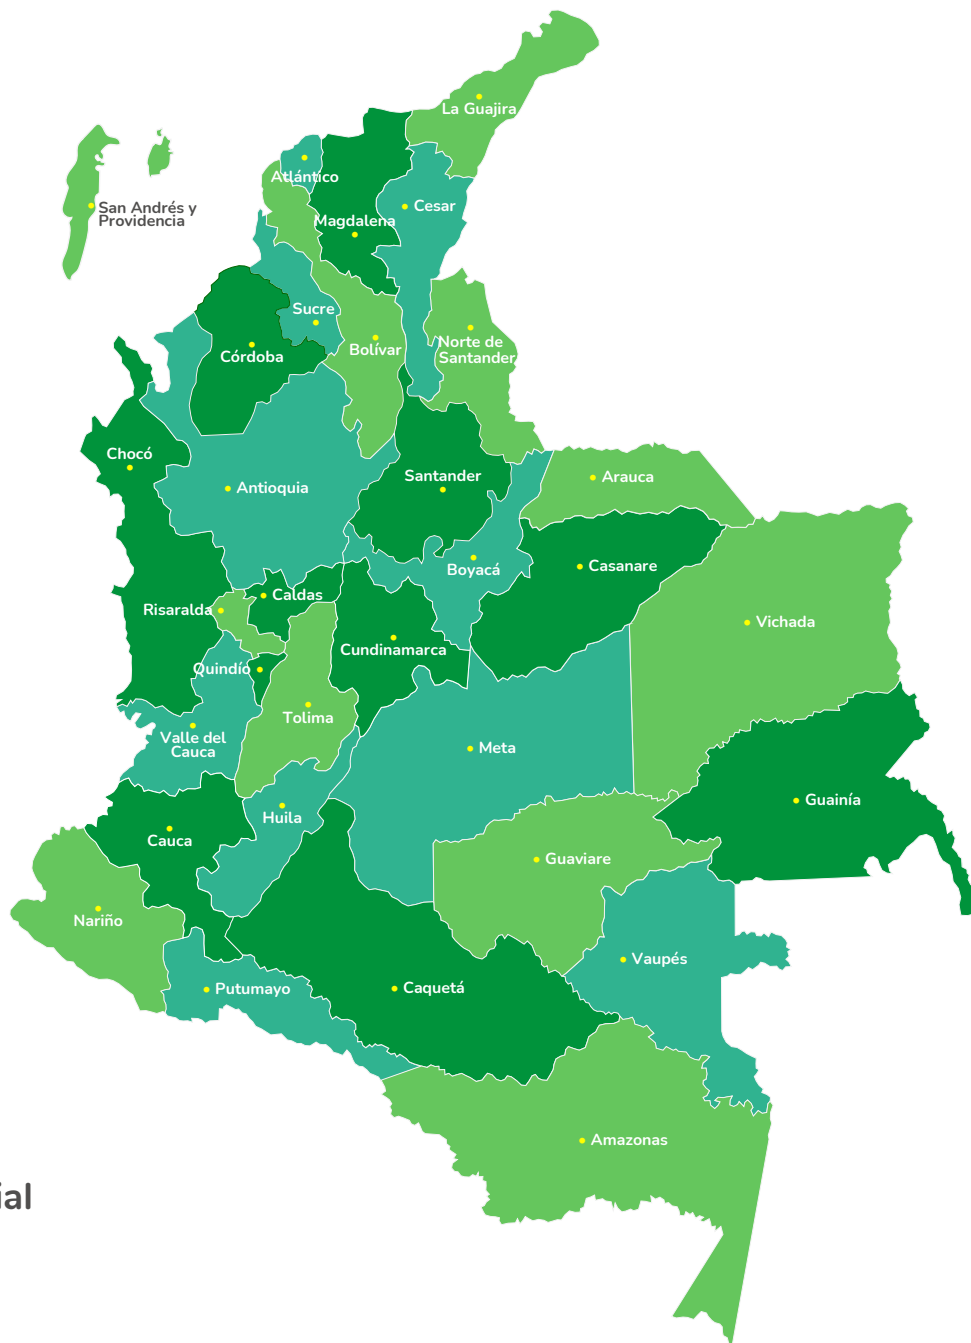 La Guajira
Atlántico
San Andrés y
Providencia
Cesar
Magdalena
Sucre
Bolívar
Norte de
Santander
Córdoba
Chocó
Antioquia
Santander
Arauca
Boyacá
Casanare
Caldas
Risaralda
Vichada
Cundinamarca
Quindío
Tolima
Valle del
Cauca
Meta
Guainía
Huila
Cauca
Guaviare
Nariño
Vaupés
Putumayo
Caquetá
Amazonas
ial